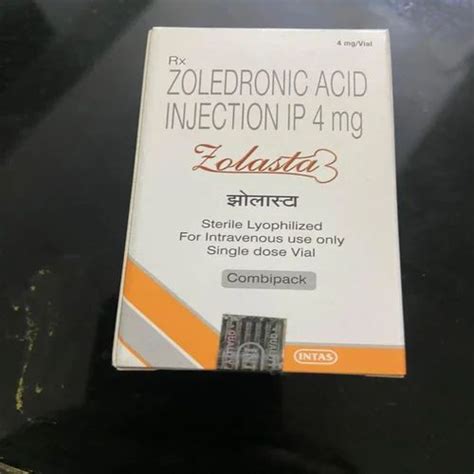 4 mg/Vial
Rx
ZOLEDRONIC ACID
INJECTION IP 4 mg
Zolasta
झोलास्टा
Sterile Lyophilized
For Intravenous use only
Single dose Vial
Combipack
INTAS